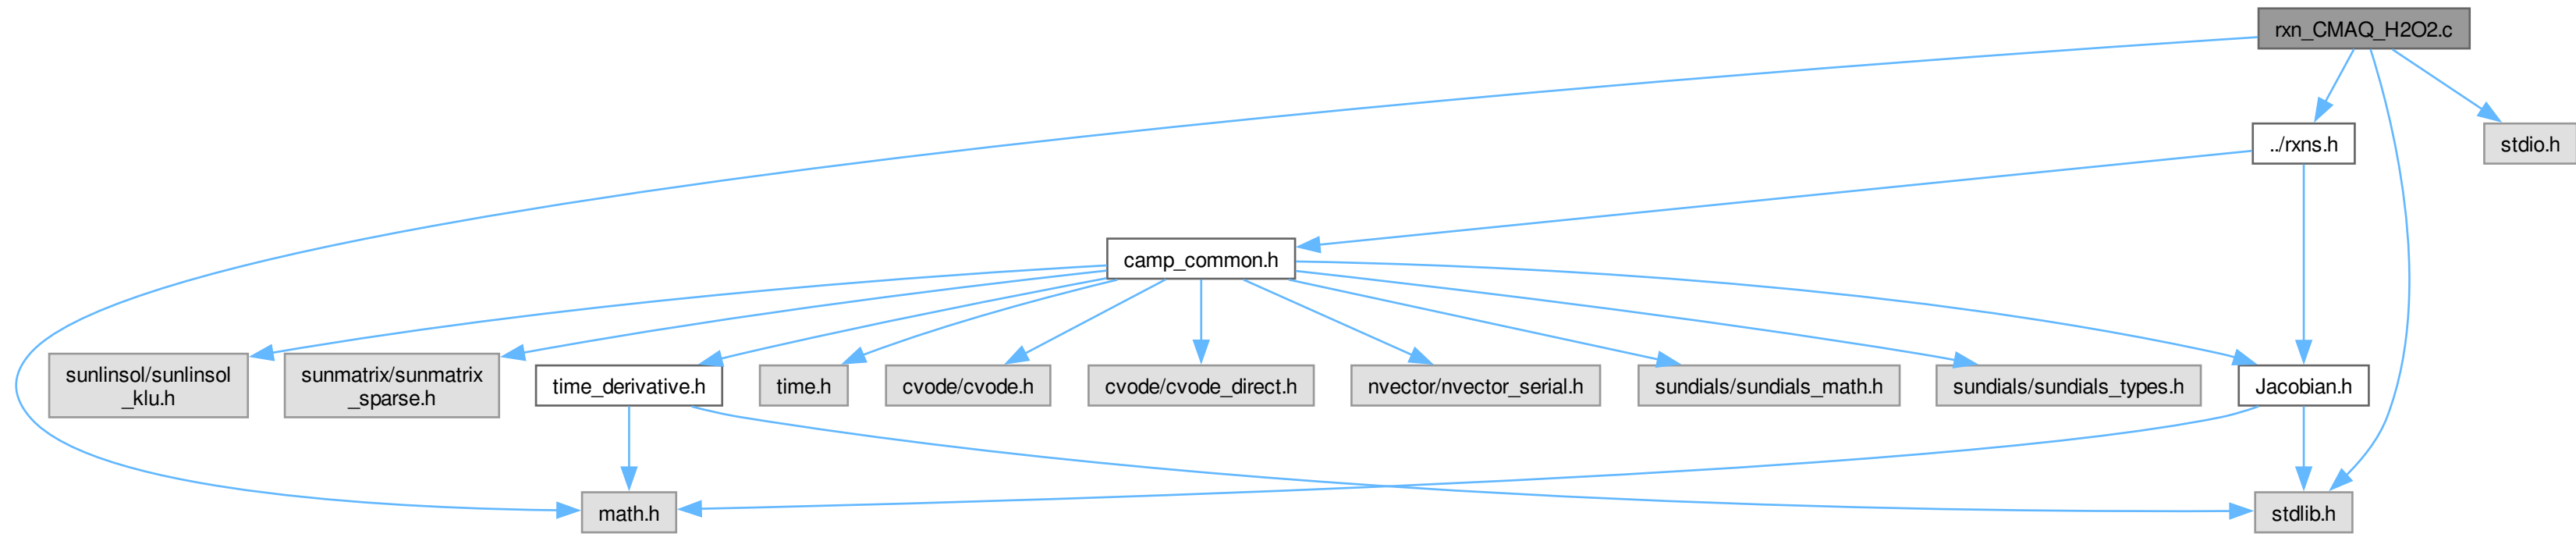 rxn_CMAQ_H2O2.c
../rxns.h
stdio.h
camp_common.h
sunlinsol/sunlinsol
_klu.h
sunmatrix/sunmatrix
_sparse.h
time_derivative.h
time.h
cvode/cvode.h
cvode/cvode_direct.h
nvector/nvector_serial.h
sundials/sundials_math.h
sundials/sundials_types.h
Jacobian.h
math.h
stdlib.h